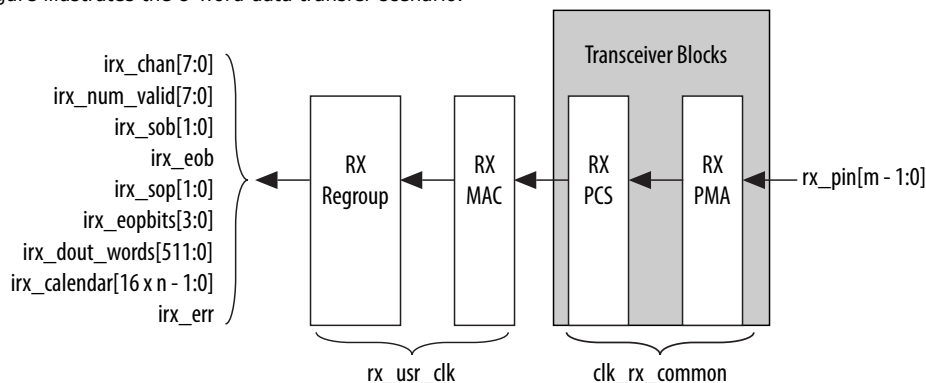 figure illustrates the 8-word data transfer scenario.
Transceiver Blocks
irx_chan[7:0]
irx_num_valid[7:0]
irx_sob[1:0]
irx_eob
irx_sop[1:0]
irx_eopbits[3:0]
irx_dout_words[511:0]
irx_calendar[16 x n - 1:0]
irx_err
RX
Regroup
RX
MAC
RX
PCS
RX
PMA
rx_pin[m - 1:0]
rx_usr_clk
clk_rx_common